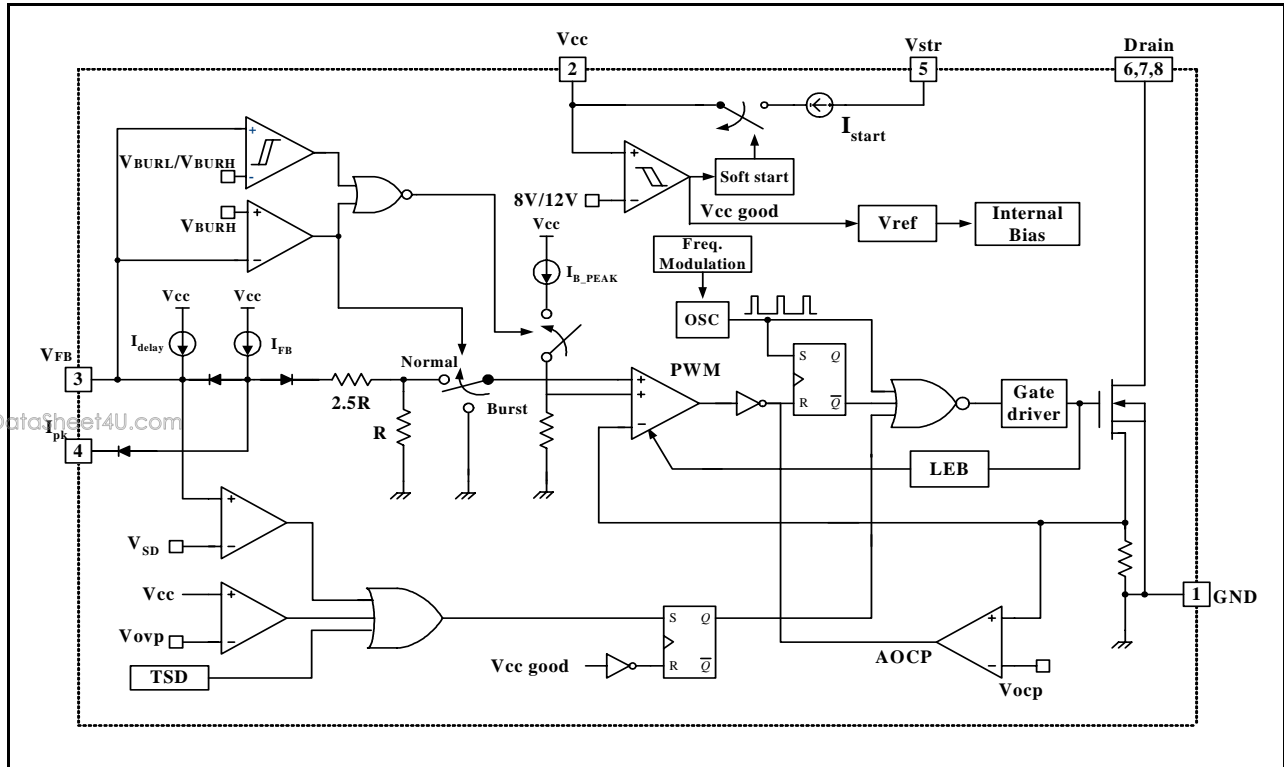 Vcc
2
Vstr
5
Drain
6,7,8
Istart
+
VBURL/VBURH
-
+
VBURH
−
+
8V/12V
−
Soft start
Vcc good
Vref
Internal
Bias
Vcc
IB_PEAK
Freq.
Modulation
OSC
Vcc
Vcc
Idelay
IFB
VFB
3
Normal
Burst
2.5R
R
+
+
−
PWM
S
Q
R
Q
Gate
driver
LEB
DataSheet4U.com
Ipk
4
+
VSD
−
Vcc
+
Vovp
−
TSD
S
Q
R
Q
Vcc good
AOCP
+
−
Vocp
1
GND